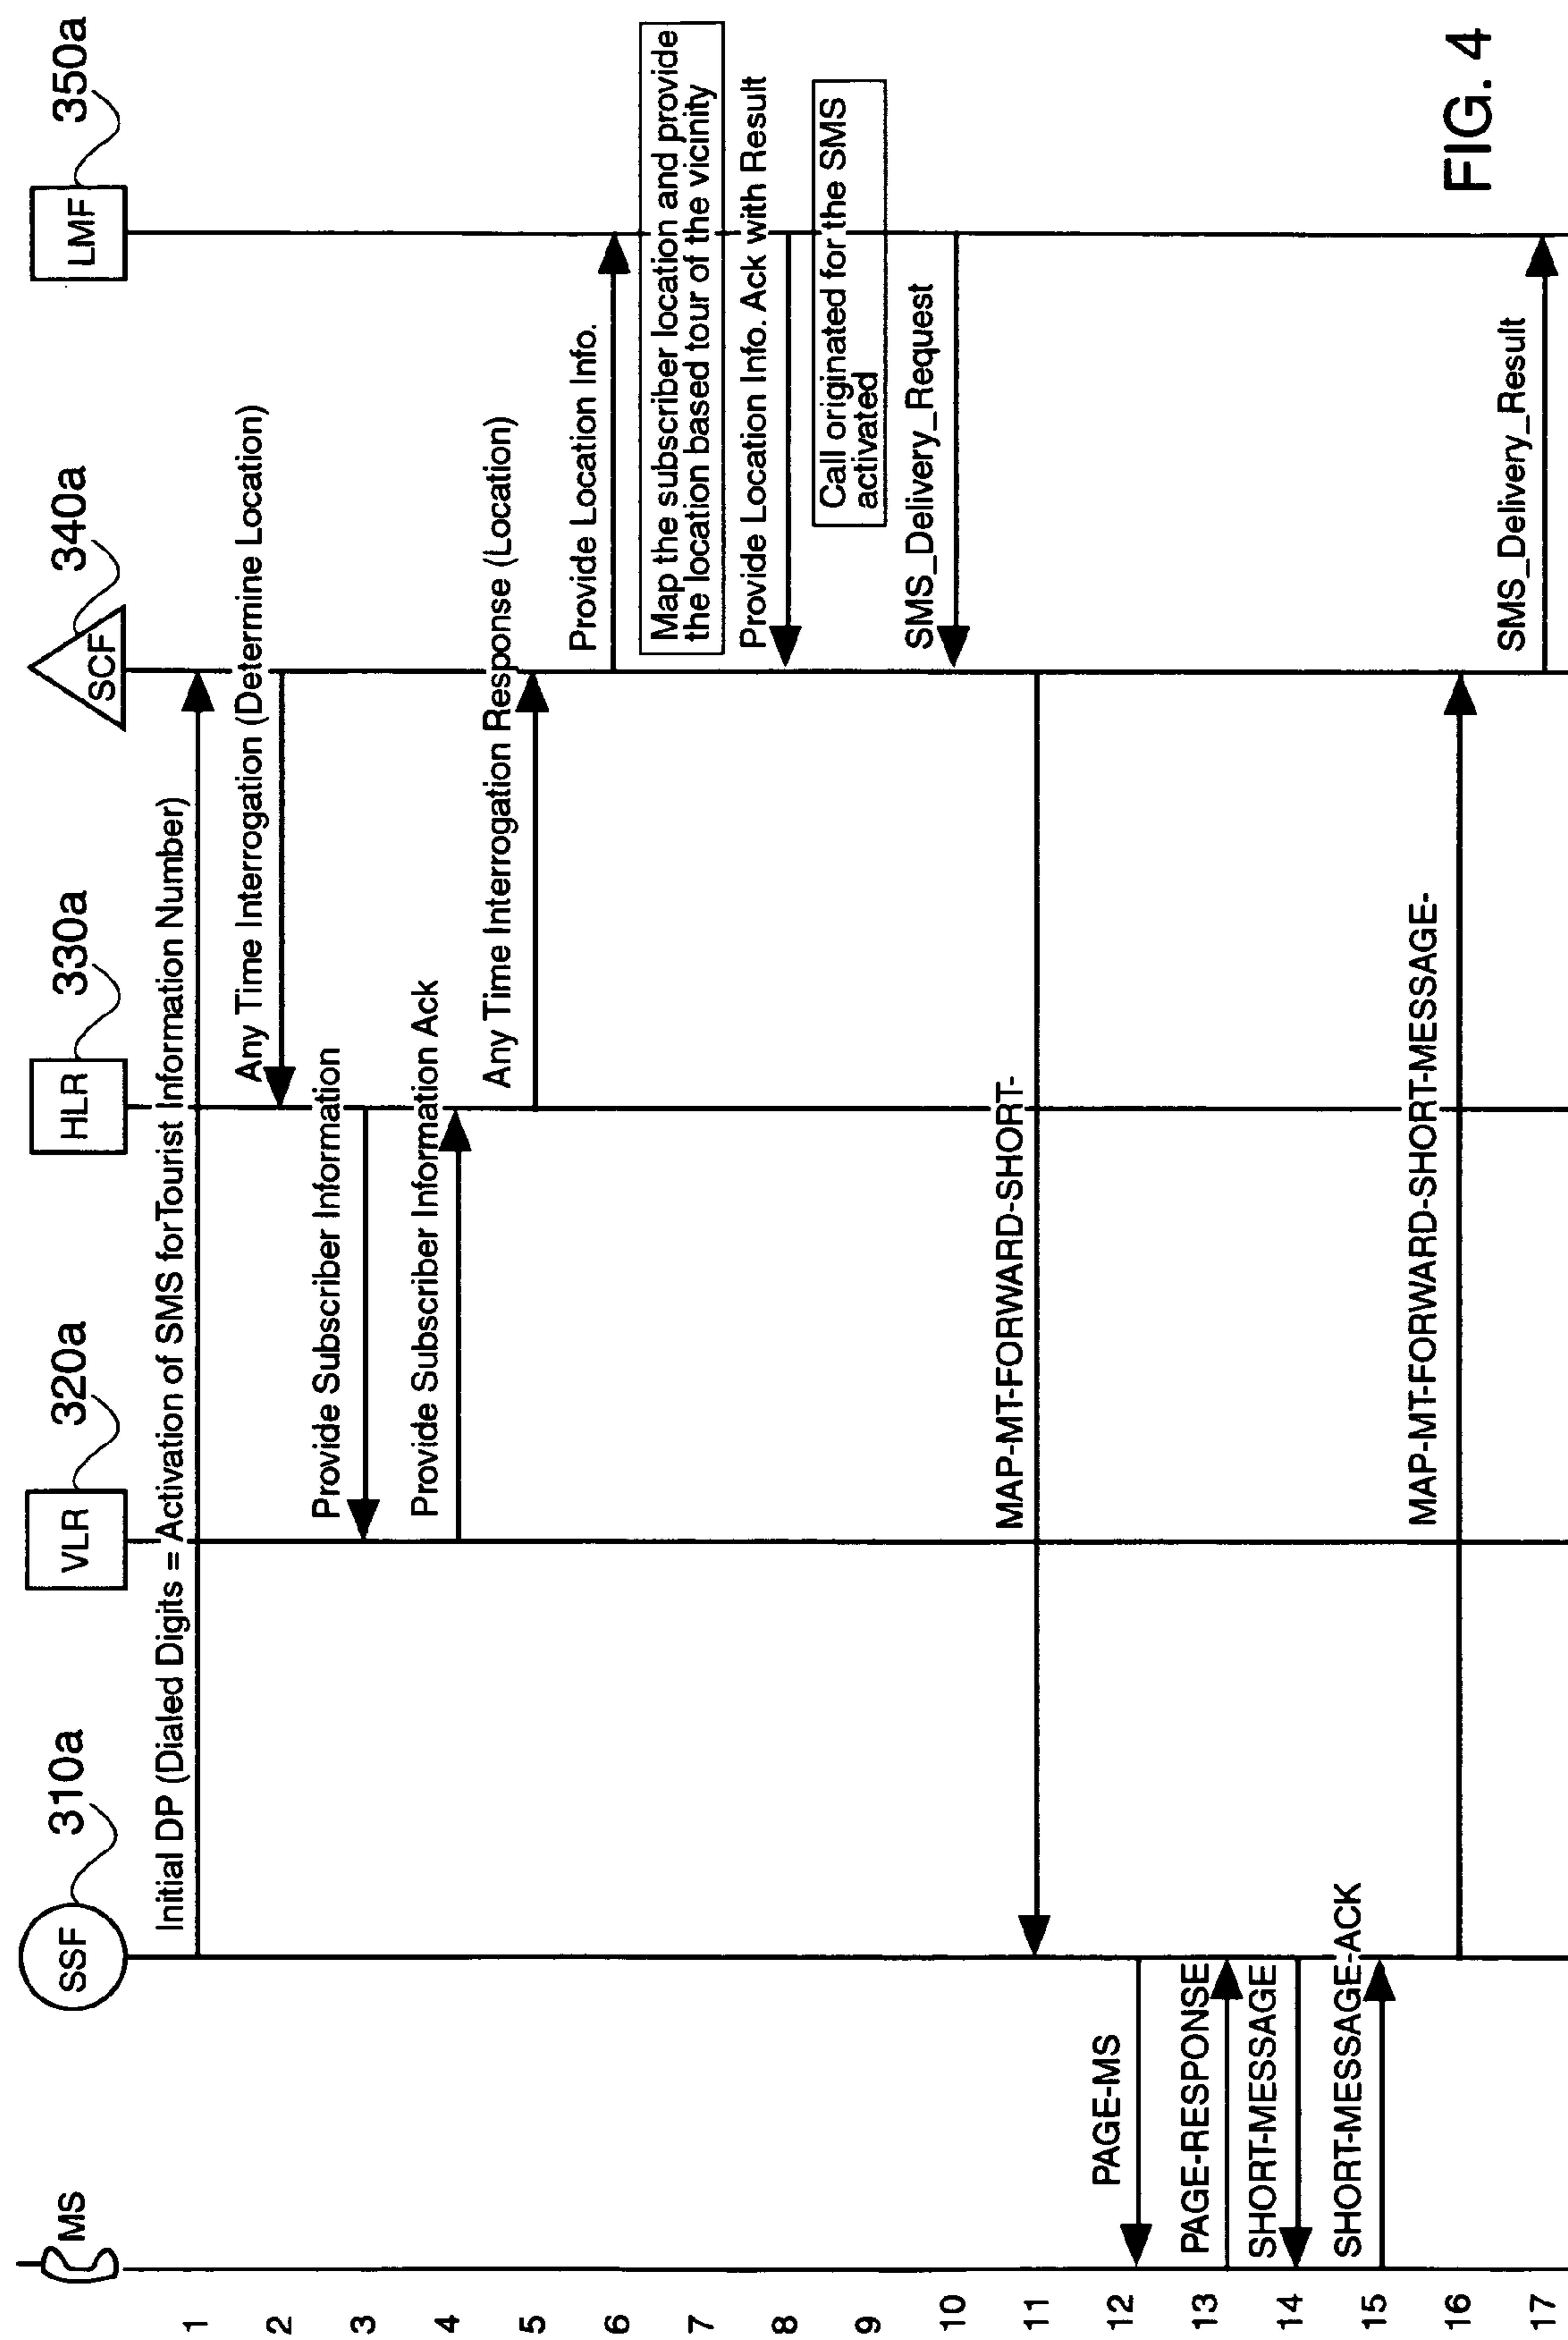 MS
SSF
310a
VLR
320a
HLR
330a
SCF
340a
LMF
350a
1
Initial DP (Dialed Digits = Activation of SMS forTourist Information Number)
2
Any Time Interrogation (Determine Location)
3
Provide Subscriber Information
4
Provide Subscriber Information Ack
5
Any Time Interrogation Response (Location)
6
Provide Location Info.
7
Map the subscriber location and provide
the location based tour of the vicinity
8
Provide Location Info. Ack with Result
9
Call originated for the SMS
activated
10
SMS_Delivery_Request
11
MAP-MT-FORWARD-SHORT-
12
PAGE-MS
13
PAGE-RESPONSE
14
SHORT-MESSAGE
15
SHORT-MESSAGE-ACK
16
MAP-MT-FORWARD-SHORT-MESSAGE-
17
SMS_Delivery_Result
FIG. 4